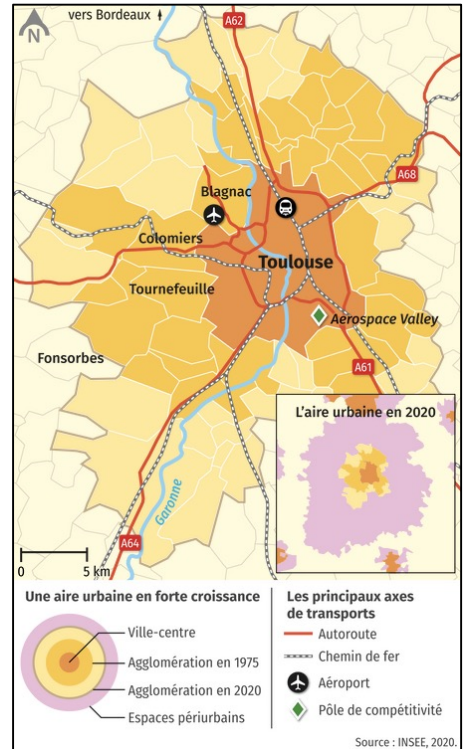 N
vers Bordeaux
A62
A68
Blagnac
Colomiers
Toulouse
Tournefeuille
Aerospace Valley
Fonsorbes
A61
L'aire urbaine en 2020
Garonne
A64
0 5 km
Une aire urbaine en forte croissance
Ville-centre
Agglomération en 1975
Agglomération en 2020
Espaces périurbains
Les principaux axes
de transports
Autoroute
Chemin de fer
Aéroport
Pôle de compétitivité
Source : INSEE, 2020.